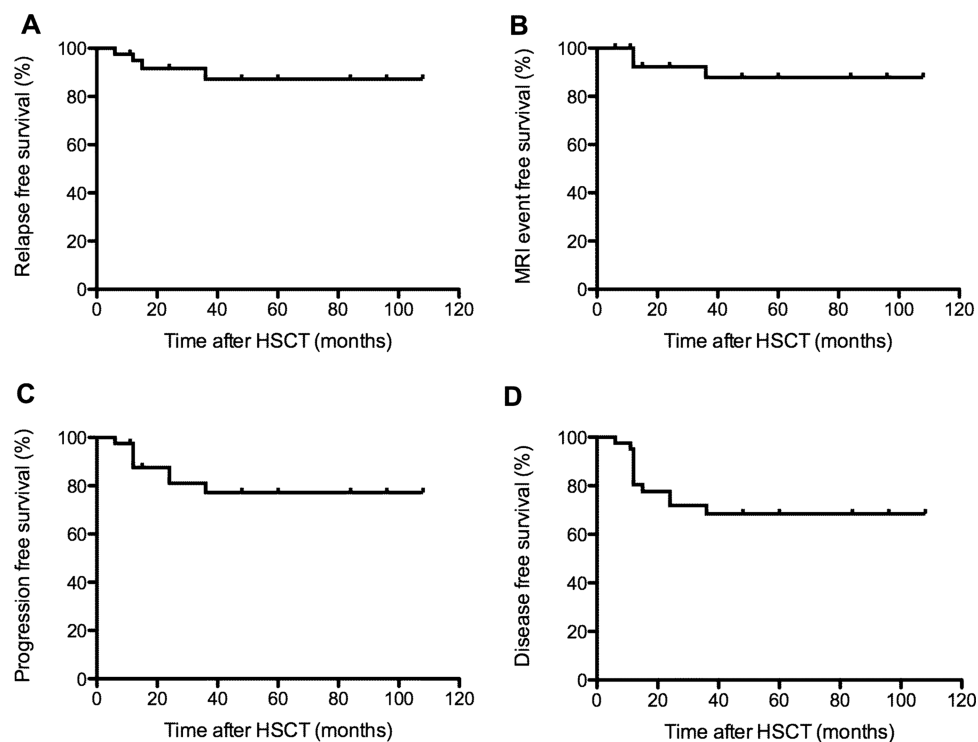 A
Relapse free survival (%)
100
80
60
40
20
0
0 20 40 60 80 100 120
Time after HSCT (months)
B
MRI event free survival (%)
100
80
60
40
20
0
0 20 40 60 80 100 120
Time after HSCT (months)
C
Progression free survival (%)
100
80
60
40
20
0
0 20 40 60 80 100 120
Time after HSCT (months)
D
Disease free survival (%)
100
80
60
40
20
0
0 20 40 60 80 100 120
Time after HSCT (months)